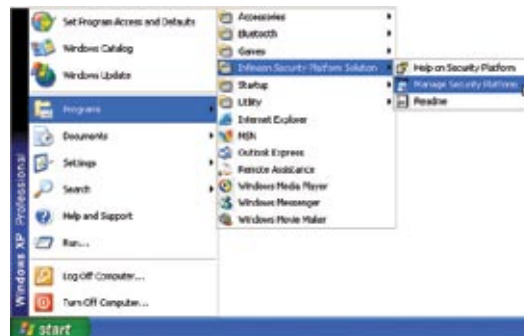 Set Program Access and Defaults
Windows Catalog
Windows Update
Programs
Documents
Settings
Search
Help and Support
Run...
Log Off Computer...
Turn Off Computer...
Windows XP Professional
start
Accessories
Bluetooth
Games
Infineon Security Platform Solution
Startup
Utility
Internet Explorer
MSN
Outlook Express
Remote Assistance
Windows Media Player
Windows Messenger
Windows Movie Maker
Help on Security Platform
Manage Security Platform
Readme